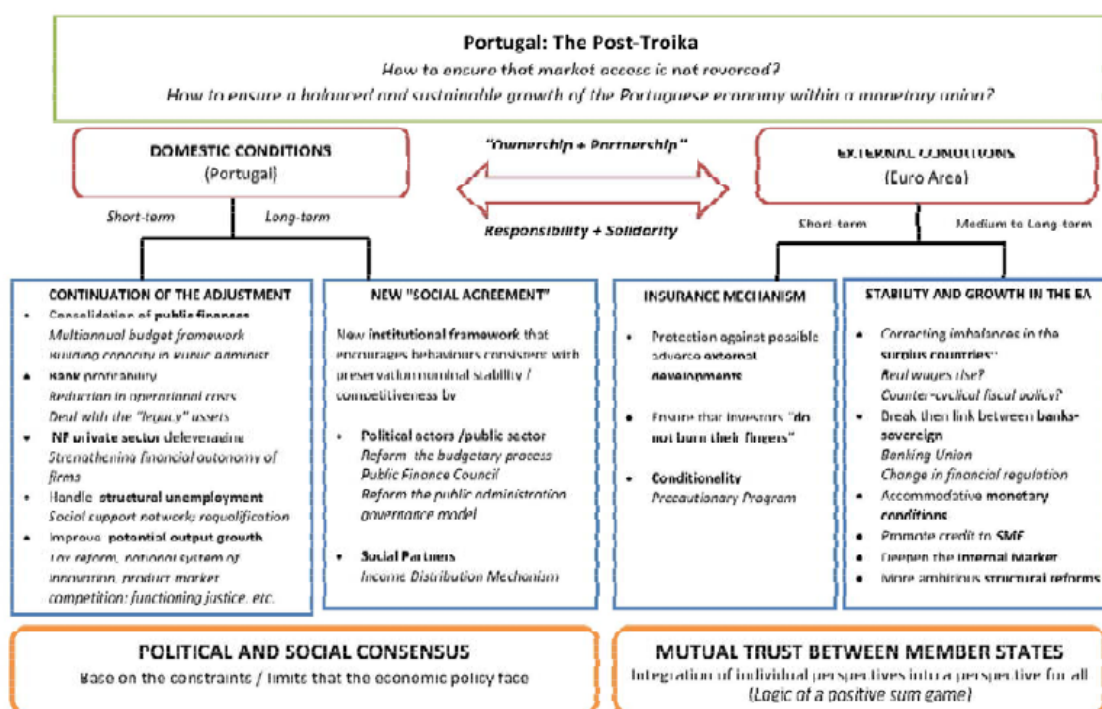 Portugal: The Post-Troika
How to ensure that market access is not reversed?
How to ensure a balanced and sustainable growth of the Portuguese economy within a monetary union?
DOMESTIC CONDITIONS
(Portugal)
"Ownership + Partnership"
EXTERNAL CONDITIONS
(Euro Area)
Short-term
Long-term
Responsibility + Solidarity
Short-term
Medium to Long-term
CONTINUATION OF THE ADJUSTMENT
• Consolidation of public finances
Multiannual budget framework
Building capacity in Public Administ.
• Bank profitability
Reduction in operational costs
Deal with the "legacy" assets
• NF private sector deleveraging
Strengthening financial autonomy of
firms
• Handle structural unemployment
Social support network; requalification
• Improve potential output growth
Tax reform, national system of
innovation, product market
competition; functioning justice, etc.
NEW "SOCIAL AGREEMENT"
New institutional framework that
encourages behaviours consistent with
preservation nominal stability /
competitiveness by
• Political actors /public sector
Reform the budgetary process
Public Finance Council
Reform the public administration
governance model
• Social Partners
Income Distribution Mechanism
INSURANCE MECHANISM
• Protection against possible
adverse external
developments
• Ensure that investors "do
not burn their fingers"
• Conditionality
Precautionary Program
STABILITY AND GROWTH IN THE EA
• Correcting imbalances in the
surplus countries"
Real wages rise?
Counter-cyclical fiscal policy?
• Break then link between banks-
sovereign
Banking Union
Change in financial regulation
• Accommodative monetary
conditions
• Promote credit to SME
• Deepen the internal Market
• More ambitious structural reforms
POLITICAL AND SOCIAL CONSENSUS
Base on the constraints / limits that the economic policy face
MUTUAL TRUST BETWEEN MEMBER STATES
Integration of individual perspectives into a perspective for all
(Logic of a positive sum game)